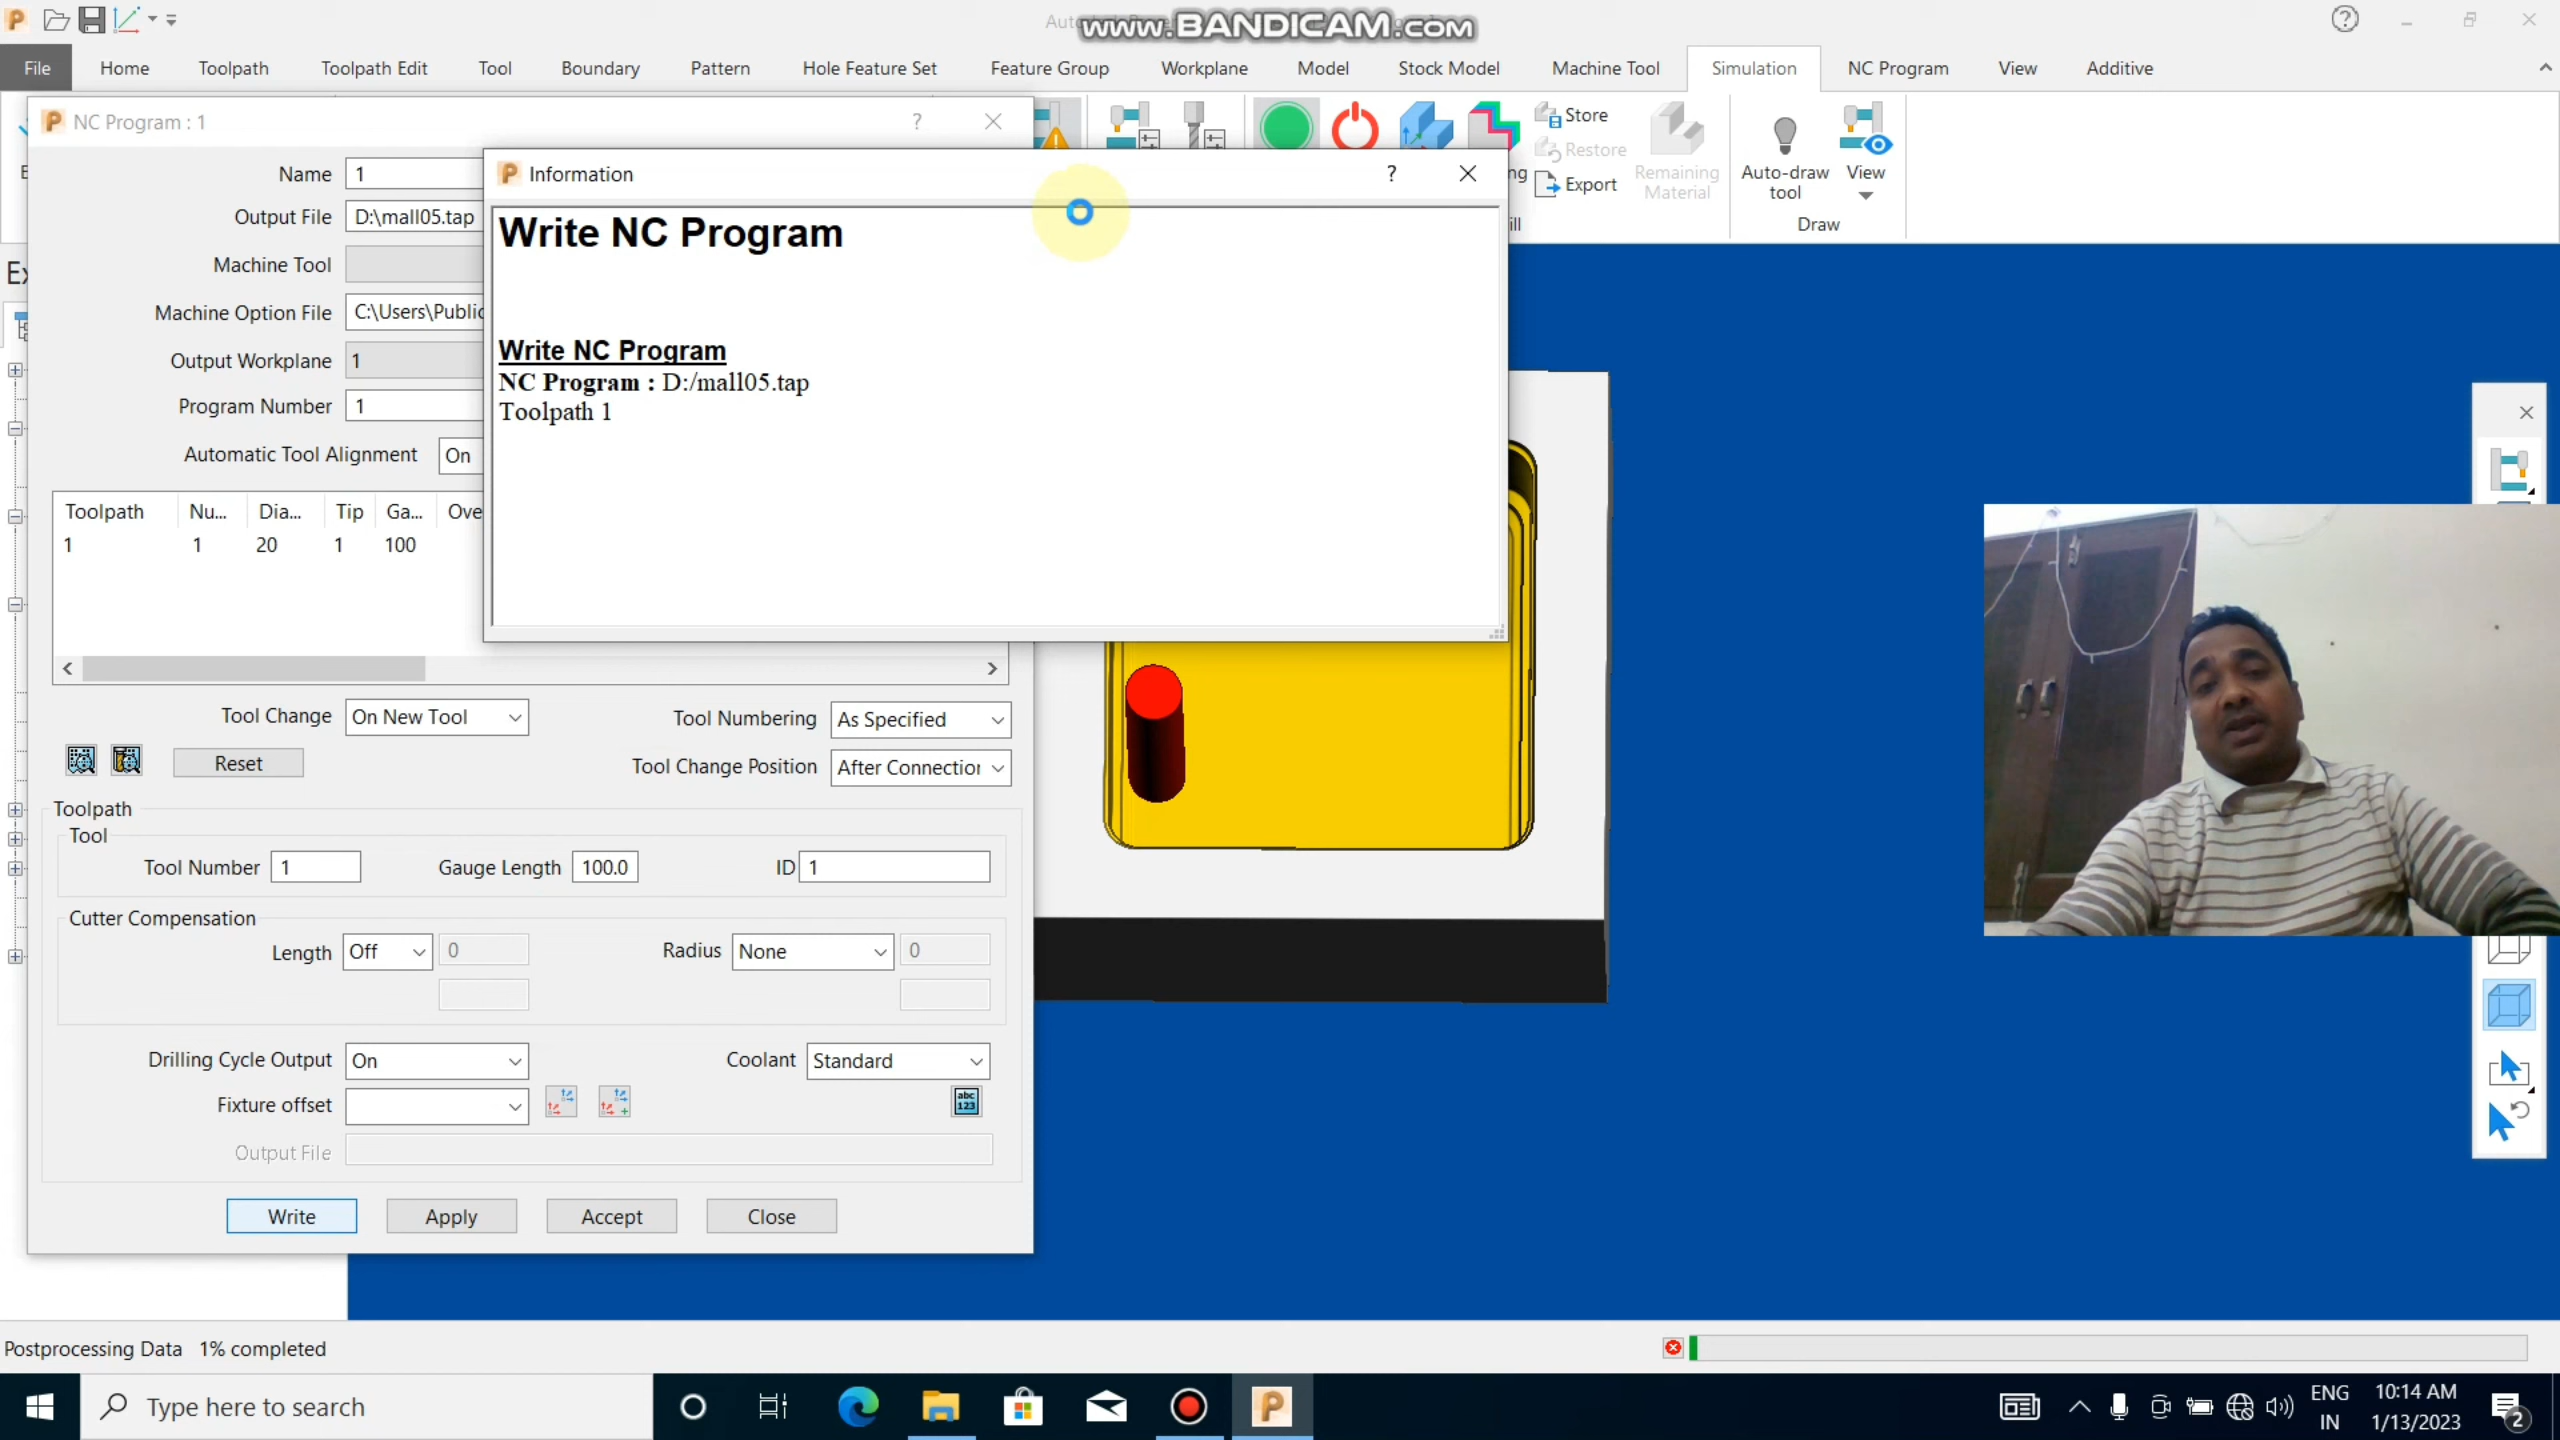 www.BANDICAM.com
File Home Toolpath Toolpath Edit Tool Boundary Pattern Hole Feature Set Feature Group Workplane Model Stock Model Machine Tool Simulation NC Program View Additive
NC Program : 1 ?
Store
Restore
Export
Remaining Material
Auto-draw tool
View
Draw
Information ?
Write NC Program
Write NC Program
NC Program : D:/mall05.tap
Toolpath 1
Name 1
Output File D:\mall05.tap
Machine Tool
Machine Option File C:\Users\Public
Output Workplane 1
Program Number 1
Automatic Tool Alignment On
Toolpath Nu... Dia... Tip Ga... Ove
1 1 20 1 100
Tool Change On New Tool Tool Numbering As Specified
Reset Tool Change Position After Connection
Toolpath
Tool
Tool Number 1 Gauge Length 100.0 ID 1
Cutter Compensation
Length Off 0 Radius None 0
Drilling Cycle Output On Coolant Standard
Fixture offset abc 123
Output File
Write Apply Accept Close
Postprocessing Data 1% completed
Type here to search
ENG IN
10:14 AM
1/13/2023
2